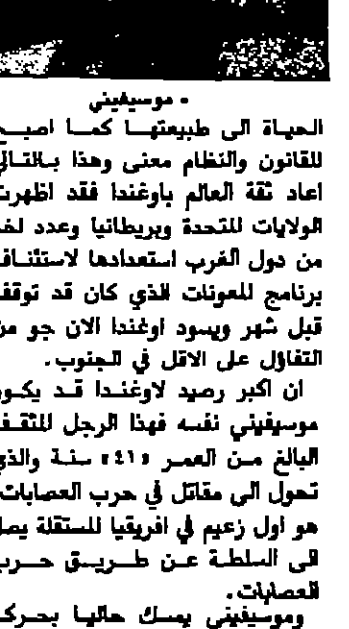 • موسيفيني
الحياة الى طبيعتها كما اصبح
للقانون والنظام معنى وهذا بالتالي
اعاد ثقة العالم باوغندا فقد اظهرت
الولايات المتحدة وبريطانيا وعدد
من دول الغرب استعدادها لاستئناف
برنامج المعونات الذي كان قد توقف
قبل شهر ويسود اوغندا الان جو من
التفاؤل على الاقل في الجنوب.
ان اكبر رصيد لاوغندا قد يكون
موسيفيني نفسه فهذا الرجل المثقف
البالغ من العمر «٤١» سنة والذي
تحول الى مقاتل في حرب العصابات
هو اول زعيم في افريقيا المستقلة يصل
الى السلطة عن طريق حرب
العصابات.
وموسيفيني يمسك حاليا